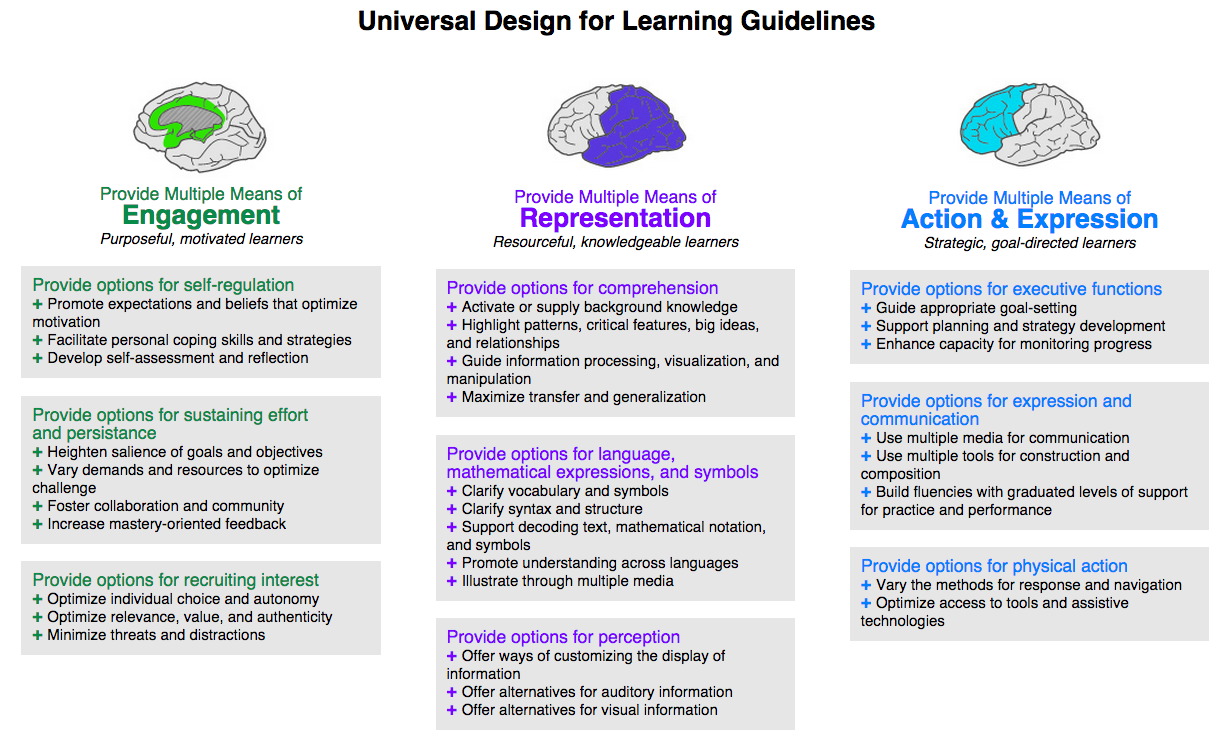 Universal Design for Learning Guidelines
Provide Multiple Means of
Engagement
Purposeful, motivated learners
Provide options for self-regulation
+ Promote expectations and beliefs that optimize
motivation
+ Facilitate personal coping skills and strategies
+ Develop self-assessment and reflection
Provide options for sustaining effort
and persistance
+ Heighten salience of goals and objectives
+ Vary demands and resources to optimize
challenge
+ Foster collaboration and community
+ Increase mastery-oriented feedback
Provide options for recruiting interest
+ Optimize individual choice and autonomy
+ Optimize relevance, value, and authenticity
+ Minimize threats and distractions
Provide Multiple Means of
Representation
Resourceful, knowledgeable learners
Provide options for comprehension
+ Activate or supply background knowledge
+ Highlight patterns, critical features, big ideas,
and relationships
+ Guide information processing, visualization, and
manipulation
+ Maximize transfer and generalization
Provide options for language,
mathematical expressions, and symbols
+ Clarify vocabulary and symbols
+ Clarify syntax and structure
+ Support decoding text, mathematical notation,
and symbols
+ Promote understanding across languages
+ Illustrate through multiple media
Provide options for perception
+ Offer ways of customizing the display of
information
+ Offer alternatives for auditory information
+ Offer alternatives for visual information
Provide Multiple Means of
Action & Expression
Strategic, goal-directed learners
Provide options for executive functions
+ Guide appropriate goal-setting
+ Support planning and strategy development
+ Enhance capacity for monitoring progress
Provide options for expression and
communication
+ Use multiple media for communication
+ Use multiple tools for construction and
composition
+ Build fluencies with graduated levels of support
for practice and performance
Provide options for physical action
+ Vary the methods for response and navigation
+ Optimize access to tools and assistive
technologies